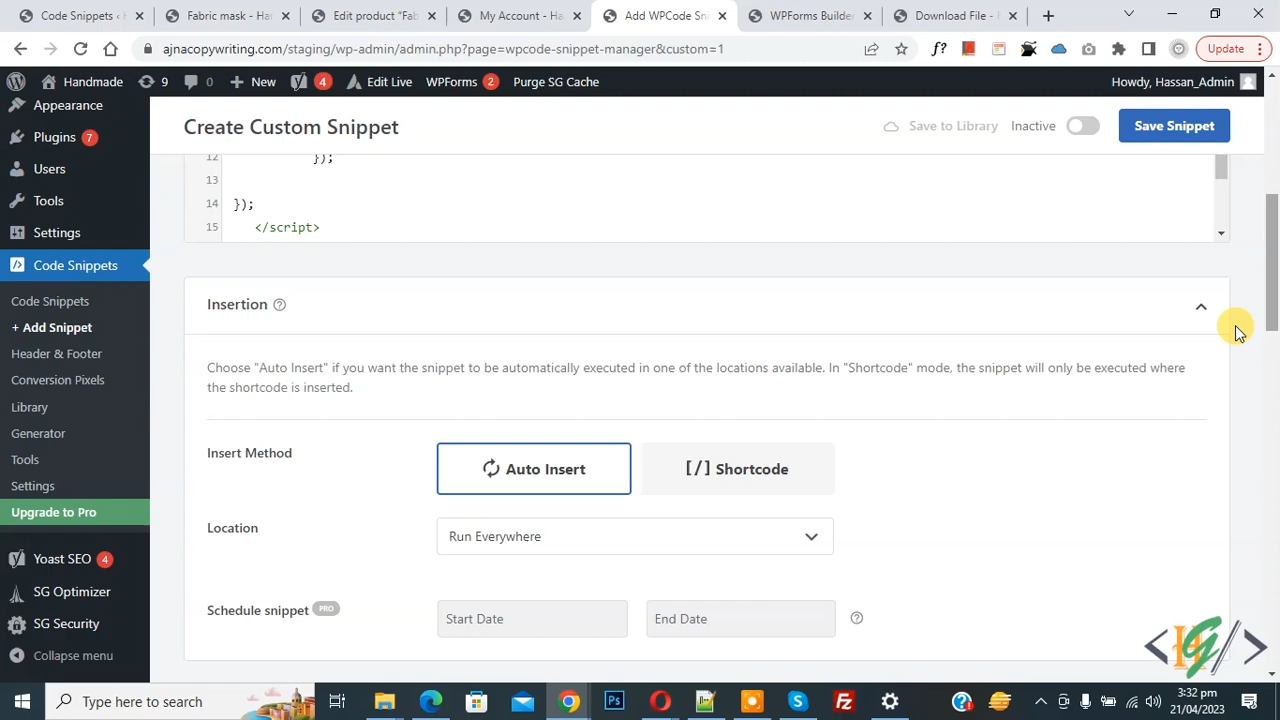 Code Snippets ‹
Fabric mask - Ha
Edit product "Fab
My Account - Ha
Add WPCode Sni
WPForms Builder
Download File - H
ajnacopywriting.com/staging/wp-admin/admin.php?page=wpcode-snippet-manager&custom=1
f?
Update
Handmade
9
0
New
4
Edit Live
WPForms 2
Purge SG Cache
Howdy, Hassan_Admin
Appearance
Plugins 7
Users
Tools
Settings
Code Snippets
Code Snippets
+ Add Snippet
Header & Footer
Conversion Pixels
Library
Generator
Tools
Settings
Upgrade to Pro
Yoast SEO 4
SG Optimizer
SG Security
Collapse menu
Create Custom Snippet
Save to Library
Inactive
Save Snippet
12 });
13
14 });
15 </script>
Insertion
Choose "Auto Insert" if you want the snippet to be automatically executed in one of the locations available. In "Shortcode" mode, the snippet will only be executed where
the shortcode is inserted.
Insert Method
Auto Insert
[/] Shortcode
Location
Run Everywhere
Schedule snippet PRO
Start Date
End Date
Type here to search
3:32 pm
21/04/2023